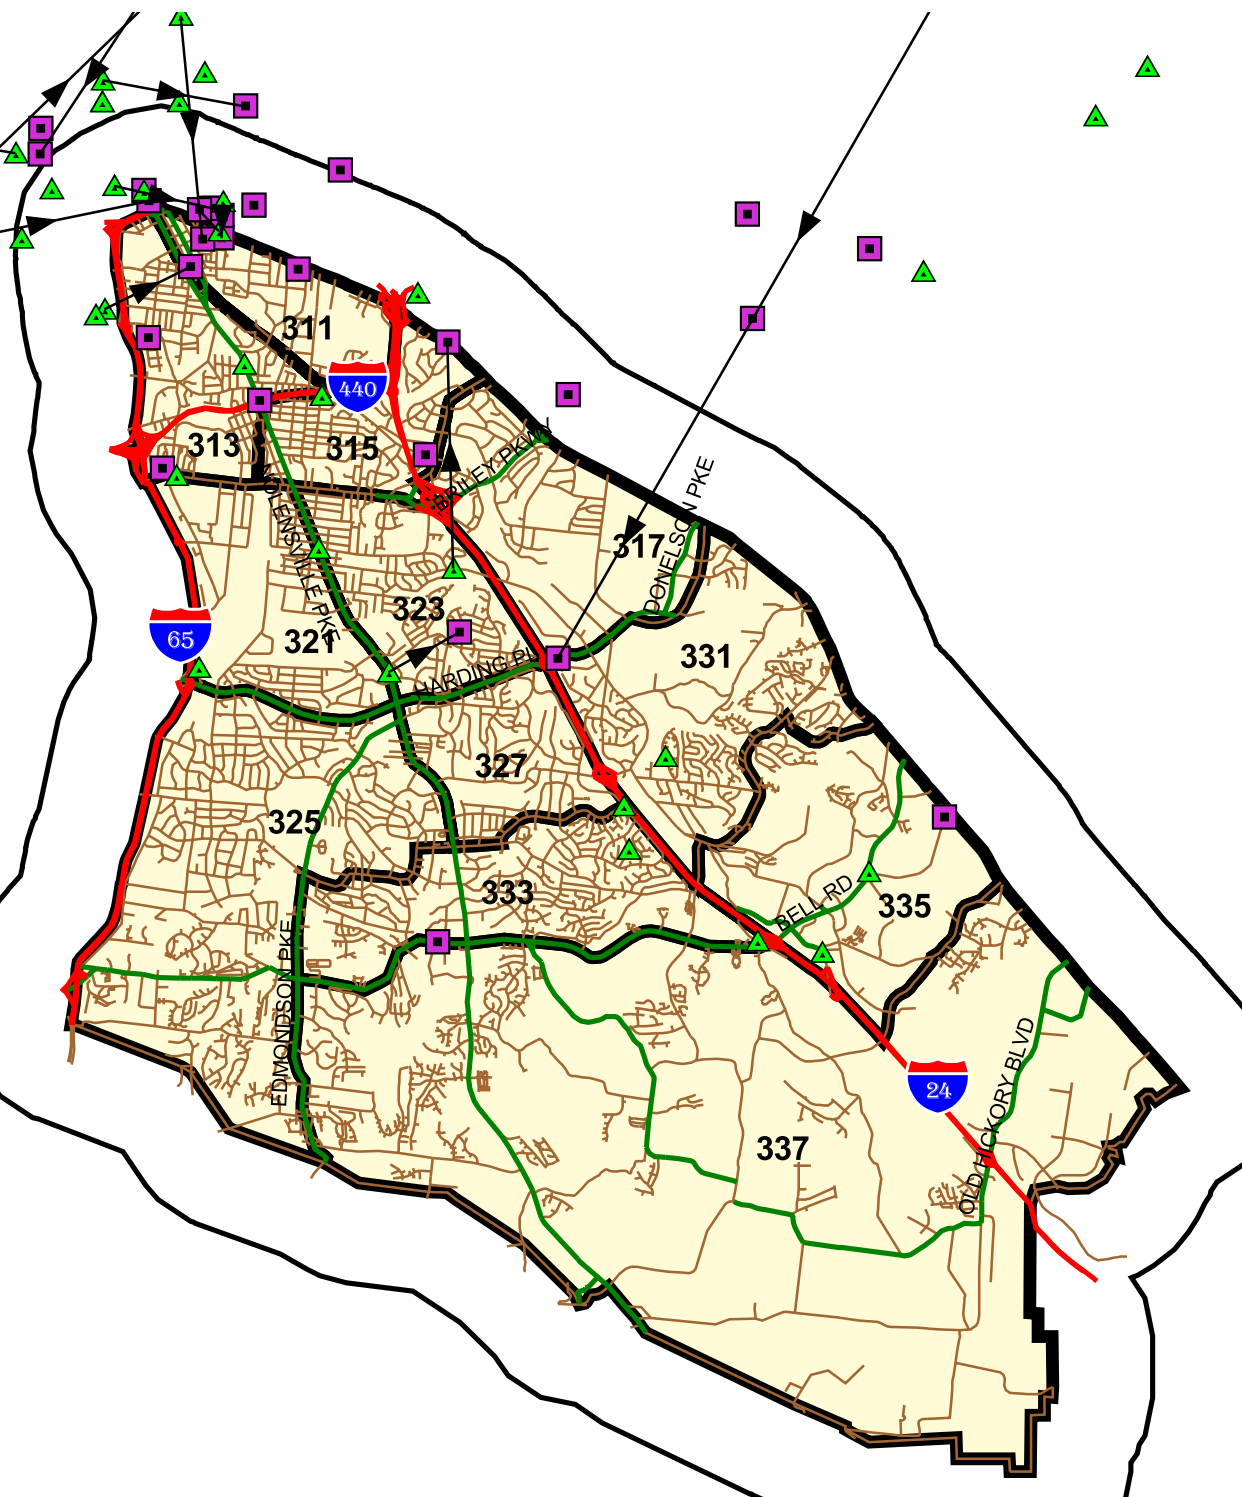 311
440
313
315
BRILEY PKWY
NOLENSVILLE PKE
317
DONELSON PKE
323
65
321
331
HARDING PL
327
325
333
BELL RD
335
EDMONDSON PKE
24
OLD HICKORY BLVD
337